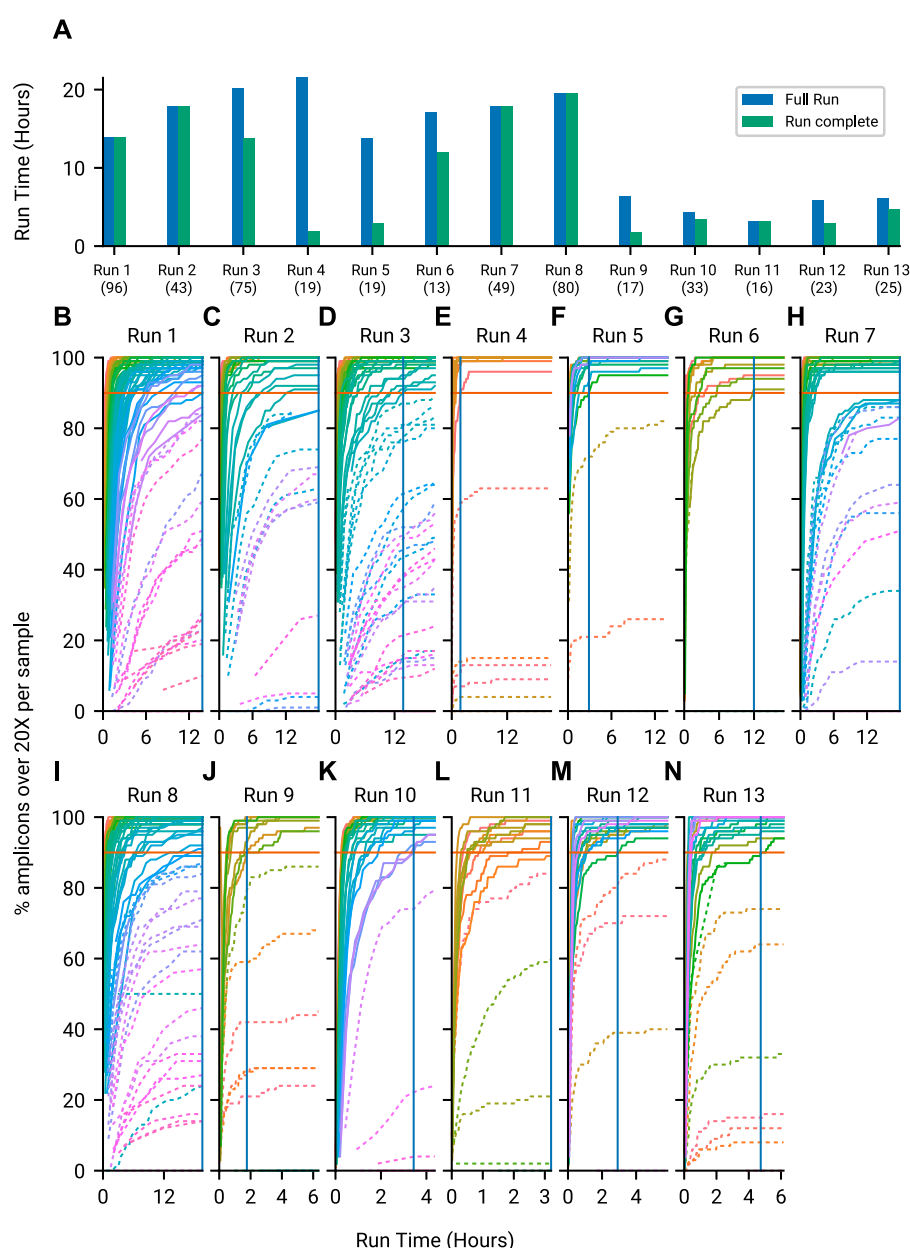 A
Run Time (Hours)
20
10
0
Full Run
Run complete
Run 1 Run 2 Run 3 Run 4 Run 5 Run 6 Run 7 Run 8 Run 9 Run 10 Run 11 Run 12 Run 13
(96) (43) (75) (19) (19) (13) (49) (80) (17) (33) (16) (23) (25)
B C D E F G H
Run 1 Run 2 Run 3 Run 4 Run 5 Run 6 Run 7
100
80
60
40
20
0
0 6 12 0 6 12 0 12 0 12 0 6 12 0 12 0 12
% amplicons over 20X per sample
I J K L M N
Run 8 Run 9 Run 10 Run 11 Run 12 Run 13
100
80
60
40
20
0
0 12 0 2 4 6 0 2 4 0 1 2 3 0 2 4 0 2 4 6
Run Time (Hours)